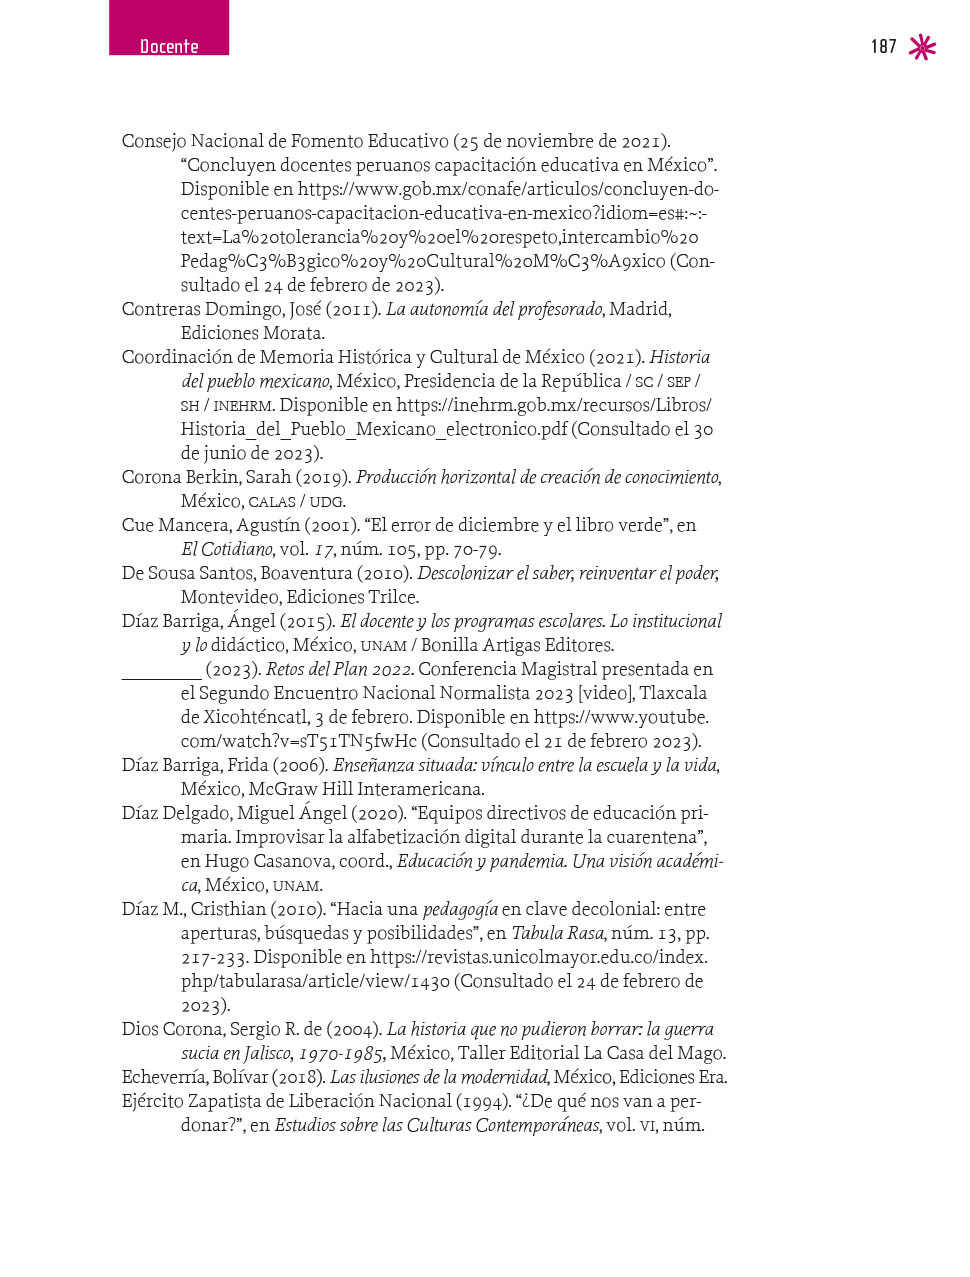 Docente
187
Consejo Nacional de Fomento Educativo (25 de noviembre de 2021).
“Concluyen docentes peruanos capacitación educativa en México”.
Disponible en https://www.gob.mx/conafe/articulos/concluyen-do-
centes-peruanos-capacitacion-educativa-en-mexico?idiom=es#:~:-
text=La%20tolerancia%20y%20el%20respeto,intercambio%20
Pedag%C3%B3gico%20y%20Cultural%20M%C3%A9xico (Con-
sultado el 24 de febrero de 2023).
Contreras Domingo, José (2011). La autonomía del profesorado, Madrid,
Ediciones Morata.
Coordinación de Memoria Histórica y Cultural de México (2021). Historia
del pueblo mexicano, México, Presidencia de la República / SC / SEP /
SH / INEHRM. Disponible en https://inehrm.gob.mx/recursos/Libros/
Historia_del_Pueblo_Mexicano_electronico.pdf (Consultado el 30
de junio de 2023).
Corona Berkin, Sarah (2019). Producción horizontal de creación de conocimiento,
México, CALAS / UDG.
Cue Mancera, Agustín (2001). “El error de diciembre y el libro verde”, en
El Cotidiano, vol. 17, núm. 105, pp. 70-79.
De Sousa Santos, Boaventura (2010). Descolonizar el saber, reinventar el poder,
Montevideo, Ediciones Trilce.
Díaz Barriga, Ángel (2015). El docente y los programas escolares. Lo institucional
y lo didáctico, México, UNAM / Bonilla Artigas Editores.
________ (2023). Retos del Plan 2022. Conferencia Magistral presentada en
el Segundo Encuentro Nacional Normalista 2023 [video], Tlaxcala
de Xicohténcatl, 3 de febrero. Disponible en https://www.youtube.
com/watch?v=sT51TN5fwHc (Consultado el 21 de febrero 2023).
Díaz Barriga, Frida (2006). Enseñanza situada: vínculo entre la escuela y la vida,
México, McGraw Hill Interamericana.
Díaz Delgado, Miguel Ángel (2020). “Equipos directivos de educación pri-
maria. Improvisar la alfabetización digital durante la cuarentena”,
en Hugo Casanova, coord., Educación y pandemia. Una visión académi-
ca, México, UNAM.
Díaz M., Cristhian (2010). “Hacia una pedagogía en clave decolonial: entre
aperturas, búsquedas y posibilidades”, en Tabula Rasa, núm. 13, pp.
217-233. Disponible en https://revistas.unicolmayor.edu.co/index.
php/tabularasa/article/view/1430 (Consultado el 24 de febrero de
2023).
Dios Corona, Sergio R. de (2004). La historia que no pudieron borrar: la guerra
sucia en Jalisco, 1970-1985, México, Taller Editorial La Casa del Mago.
Echeverría, Bolívar (2018). Las ilusiones de la modernidad, México, Ediciones Era.
Ejército Zapatista de Liberación Nacional (1994). “¿De qué nos van a per-
donar?”, en Estudios sobre las Culturas Contemporáneas, vol. VI, núm.